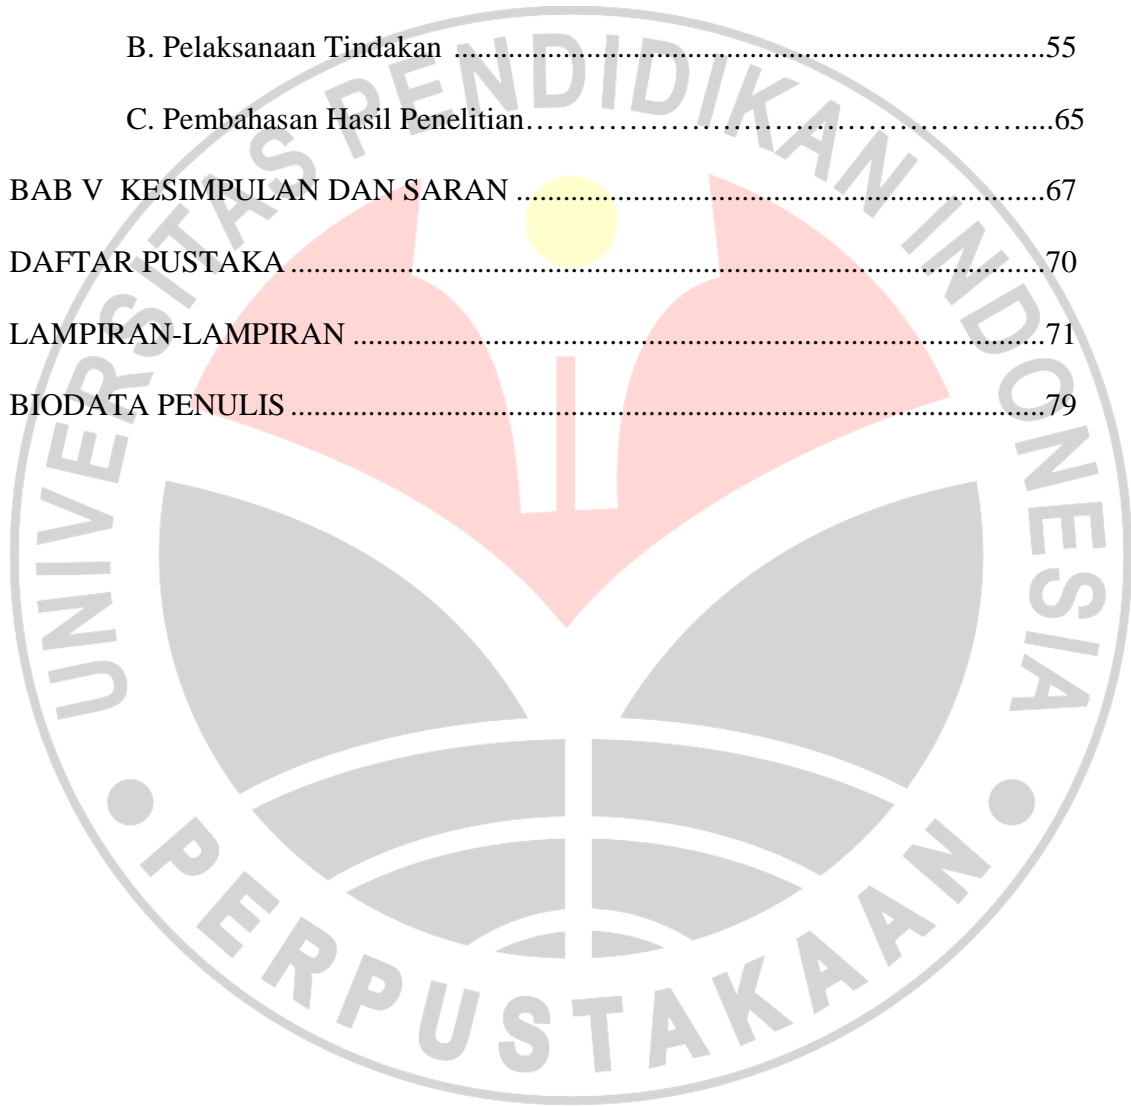 B. Pelaksanaan Tindakan ............................................................................55
C. Pembahasan Hasil Penelitian…………………………………………………...65
BAB V KESIMPULAN DAN SARAN ....................................................................67
DAFTAR PUSTAKA .................................................................................................70
LAMPIRAN-LAMPIRAN .........................................................................................71
BIODATA PENULIS .................................................................................................79
UNIVERSITAS PENDIDIKAN INDONESIA
PERPUSTAKAAN